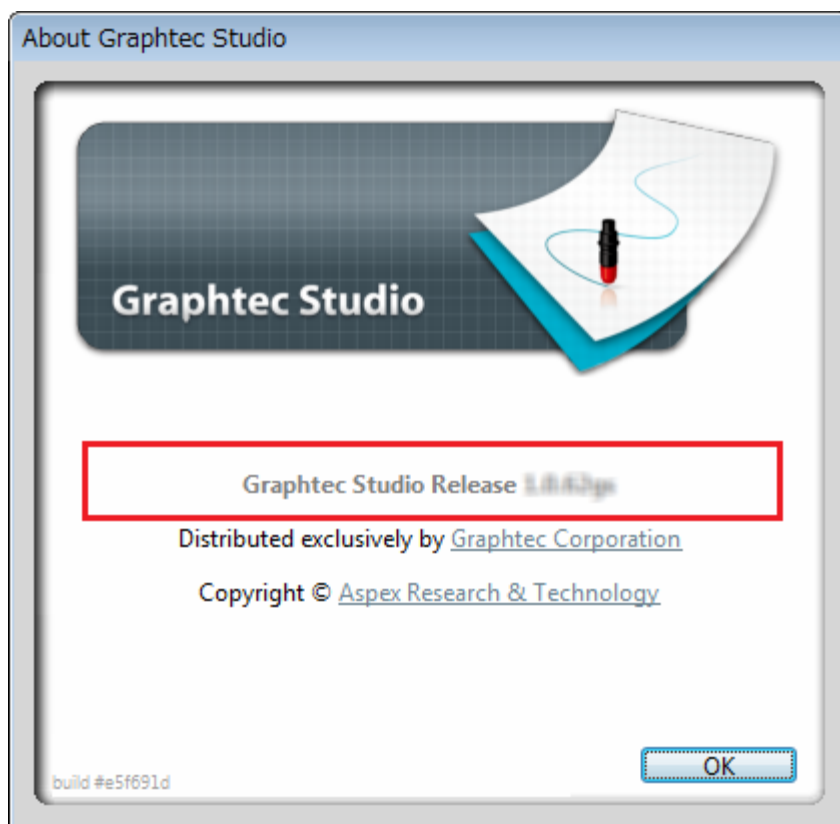 About Graphtec Studio
Graphtec Studio
Graphtec Studio Release
Distributed exclusively by Graphtec Corporation
Copyright © Aspex Research & Technology
OK
build #e5f691d